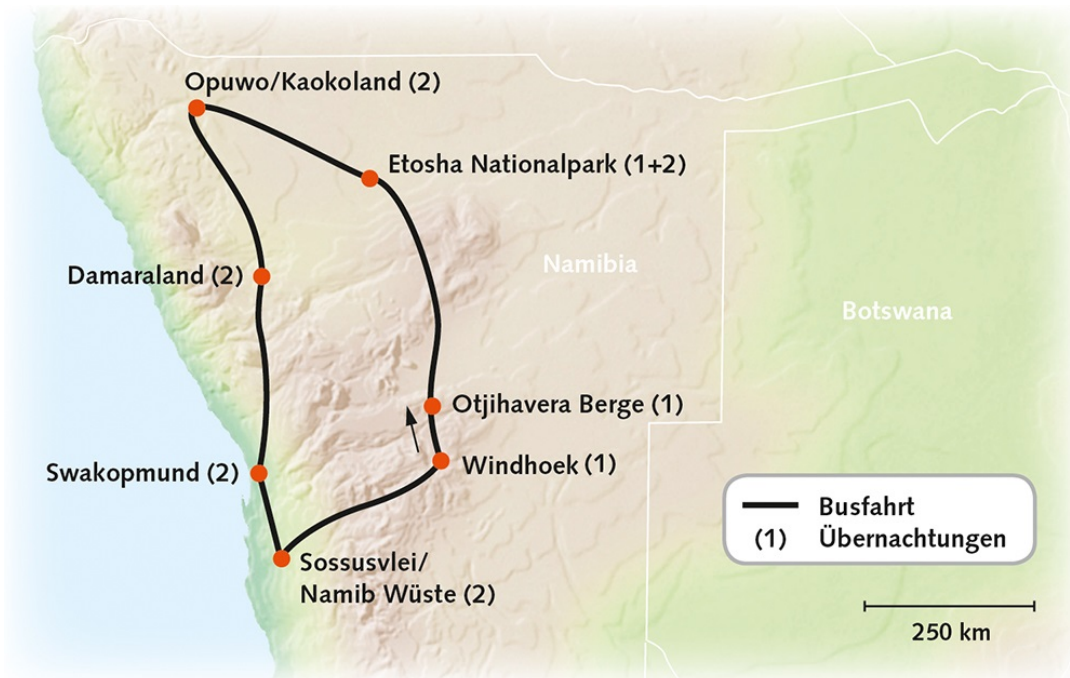 Opuwo/Kaokoland (2)
Etosha Nationalpark (1+2)
Namibia
Damaraland (2)
Botswana
Otjihavera Berge (1)
Windhoek (1)
Swakopmund (2)
Busfahrt
(1) Übernachtungen
Sossusvlei/
Namib Wüste (2)
250 km